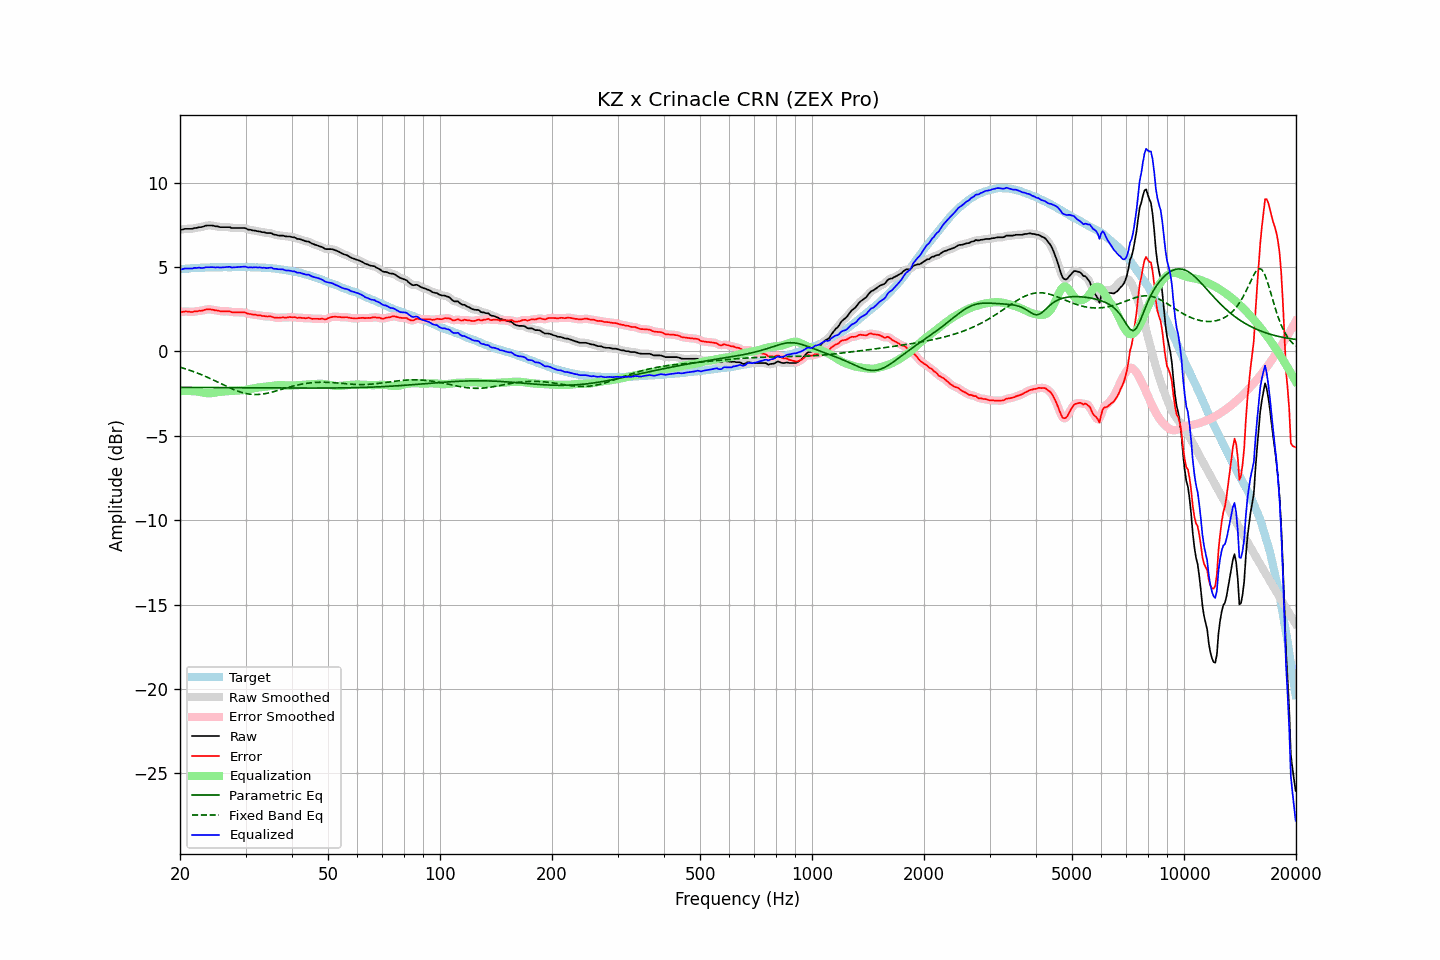 KZ x Crinacle CRN (ZEX Pro)
Amplitude (dBr)
10
5
0
−5
−10
−15
−20
−25
Target
Raw Smoothed
Error Smoothed
Raw
Error
Equalization
Parametric Eq
Fixed Band Eq
Equalized
20 50 100 200 500 1000 2000 5000 10000 20000
Frequency (Hz)